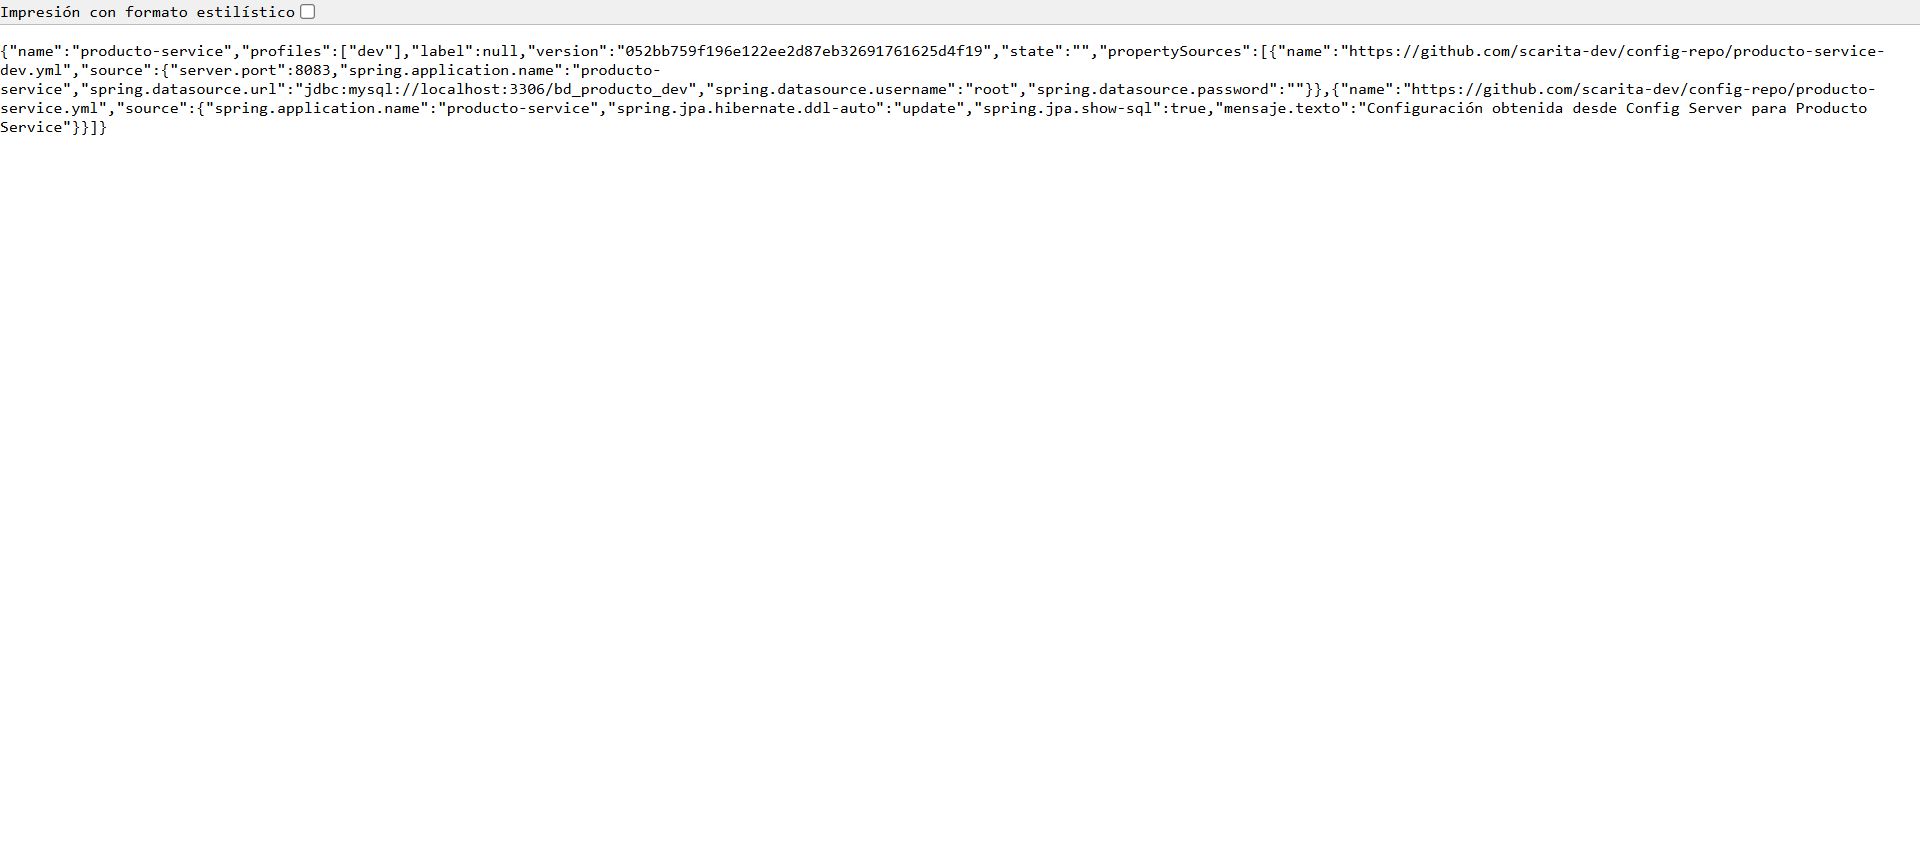 Impresión con formato estilístico
{"name":"producto-service","profiles":["dev"],"label":null,"version":"052bb759f196e122ee2d87eb32691761625d4f19","state":"","propertySources":[{"name":"https://github.com/scarita-dev/config-repo/producto-service-
dev.yml","source":{"server.port":8083,"spring.application.name":"producto-
service","spring.datasource.url":"jdbc:mysql://localhost:3306/bd_producto_dev","spring.datasource.username":"root","spring.datasource.password":""}},{"name":"https://github.com/scarita-dev/config-repo/producto-
service.yml","source":{"spring.application.name":"producto-service","spring.jpa.hibernate.ddl-auto":"update","spring.jpa.show-sql":true,"mensaje.texto":"Configuración obtenida desde Config Server para Producto
Service"}}]}